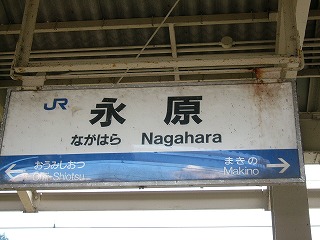 JR 永原
ながはら Nagahara
おうみしおつ まきの
Ōmi-Shiotsu Makino